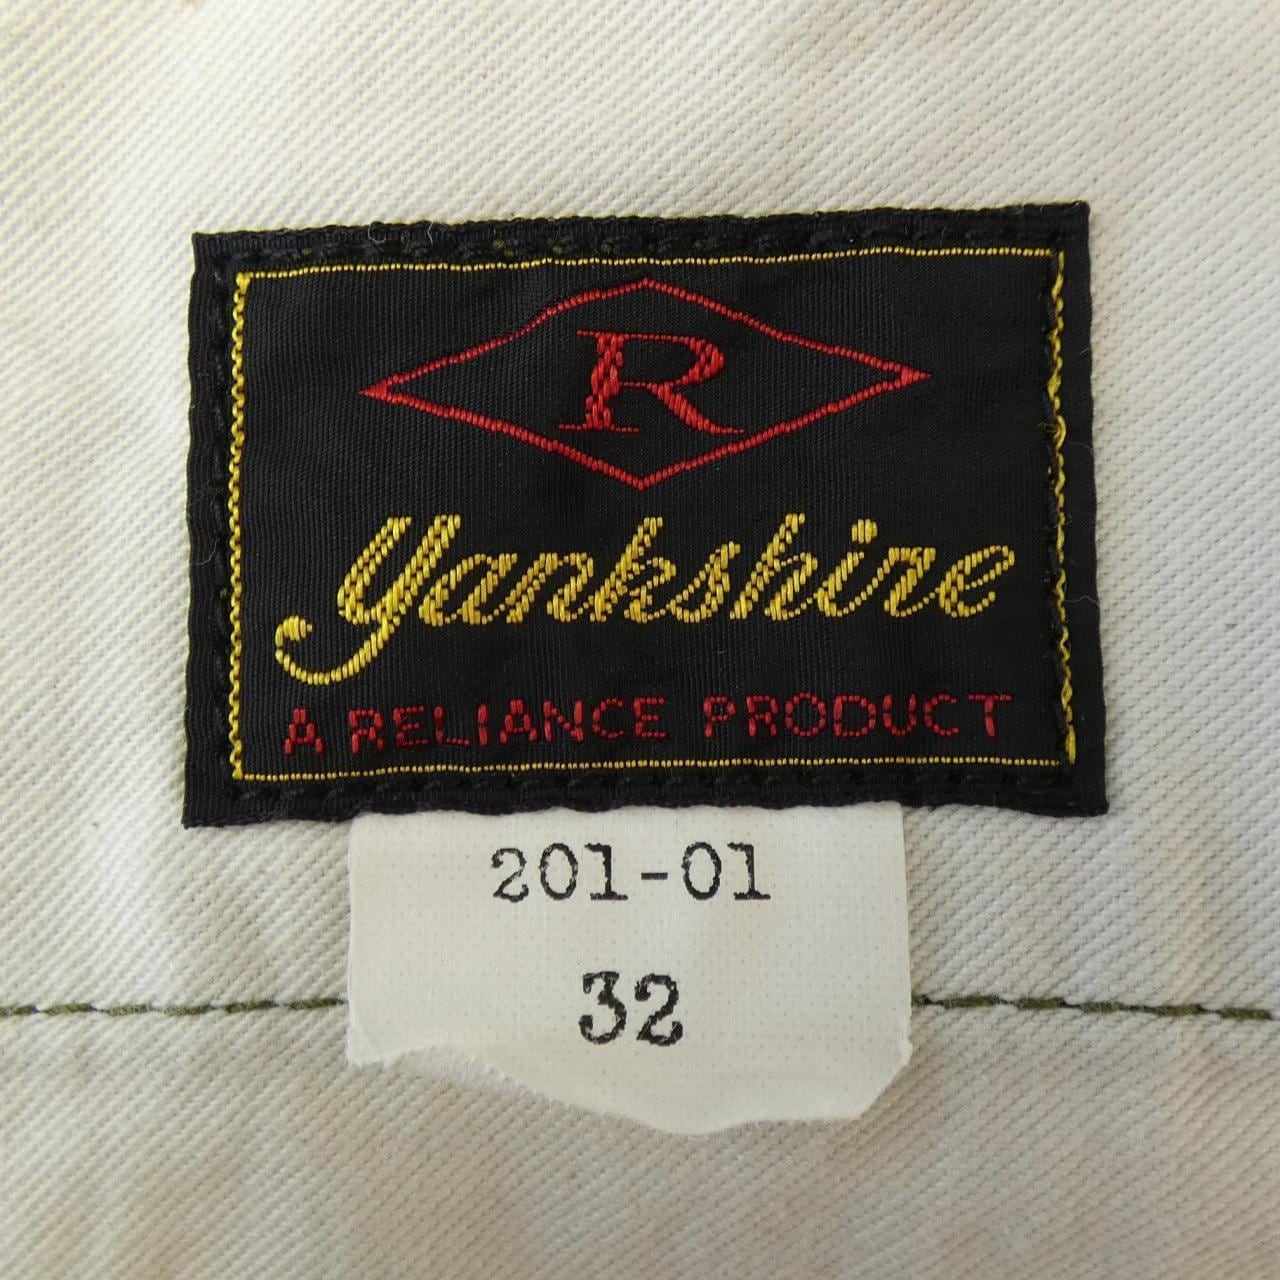 R
Yankshire
A RELIANCE PRODUCT
201-01
32